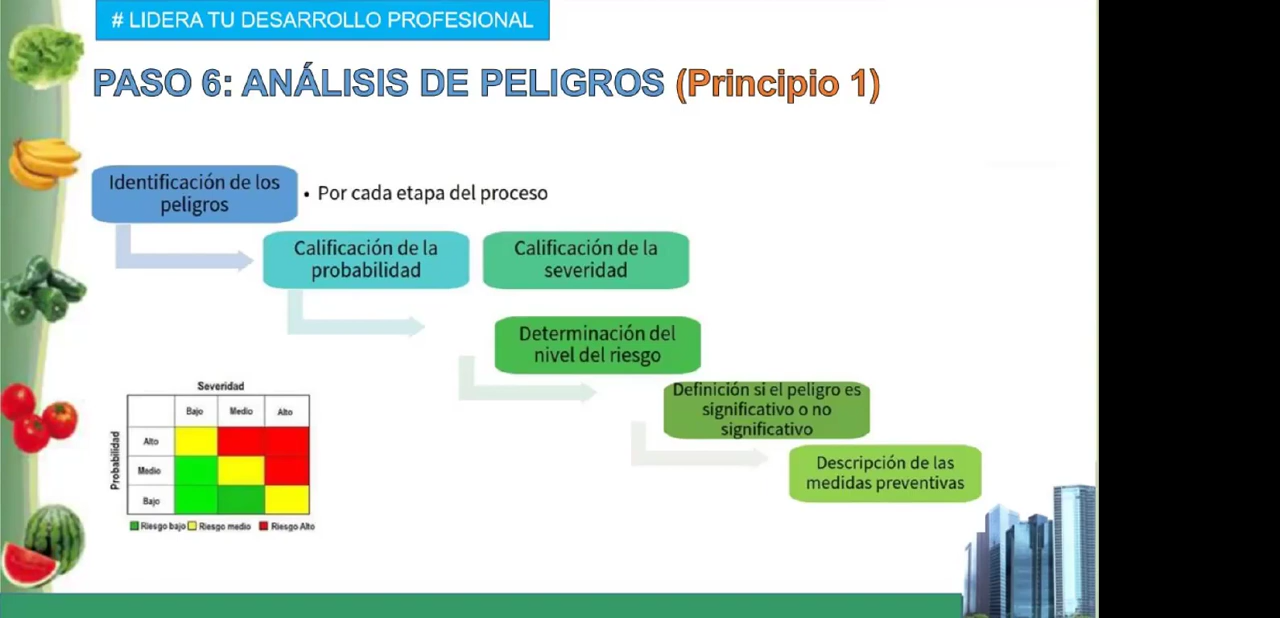 # LIDERA TU DESARROLLO PROFESIONAL
PASO 6: ANÁLISIS DE PELIGROS (Principio 1)
Identificación de los
peligros
• Por cada etapa del proceso
Calificación de la
probabilidad
Calificación de la
severidad
Determinación del
nivel del riesgo
Definición si el peligro es
significativo o no
significativo
Descripción de las
medidas preventivas
Severidad
Bajo Medio Alto
Probabilidad
Alto
Medio
Bajo
Riesgo bajo Riesgo medio Riesgo Alto